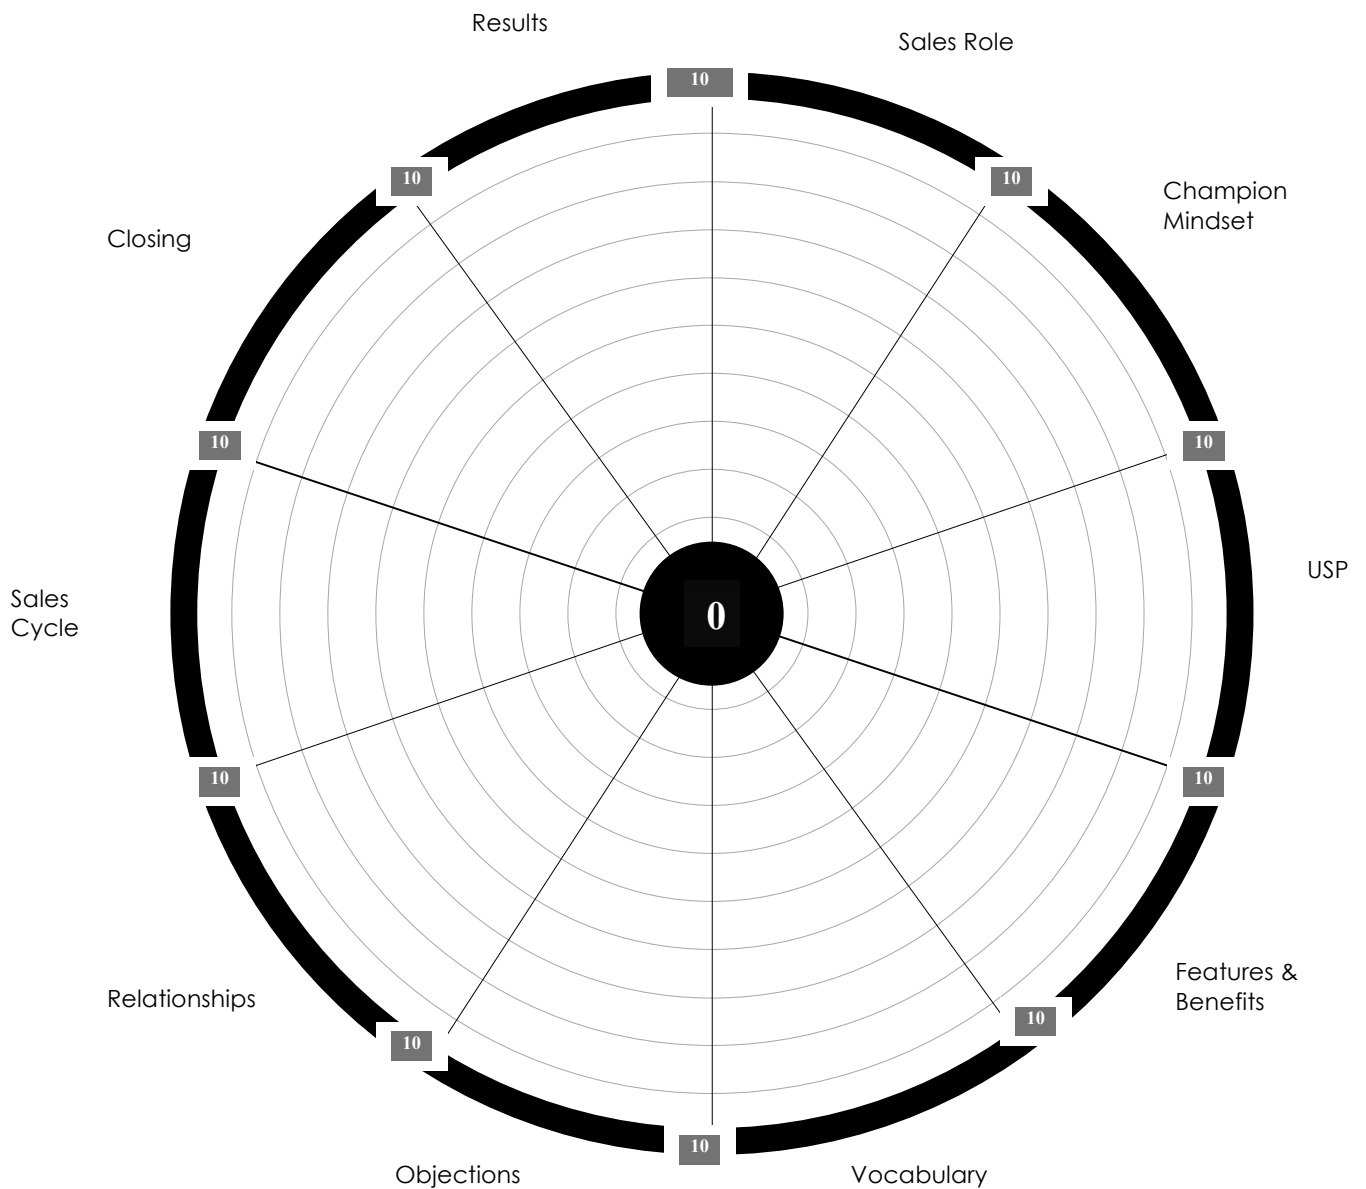 Results
Sales Role
10
10
10
Champion
Mindset
Closing
10
10
USP
Sales
Cycle
0
10
10
Features &
Benefits
Relationships
10
10
10
Objections
Vocabulary